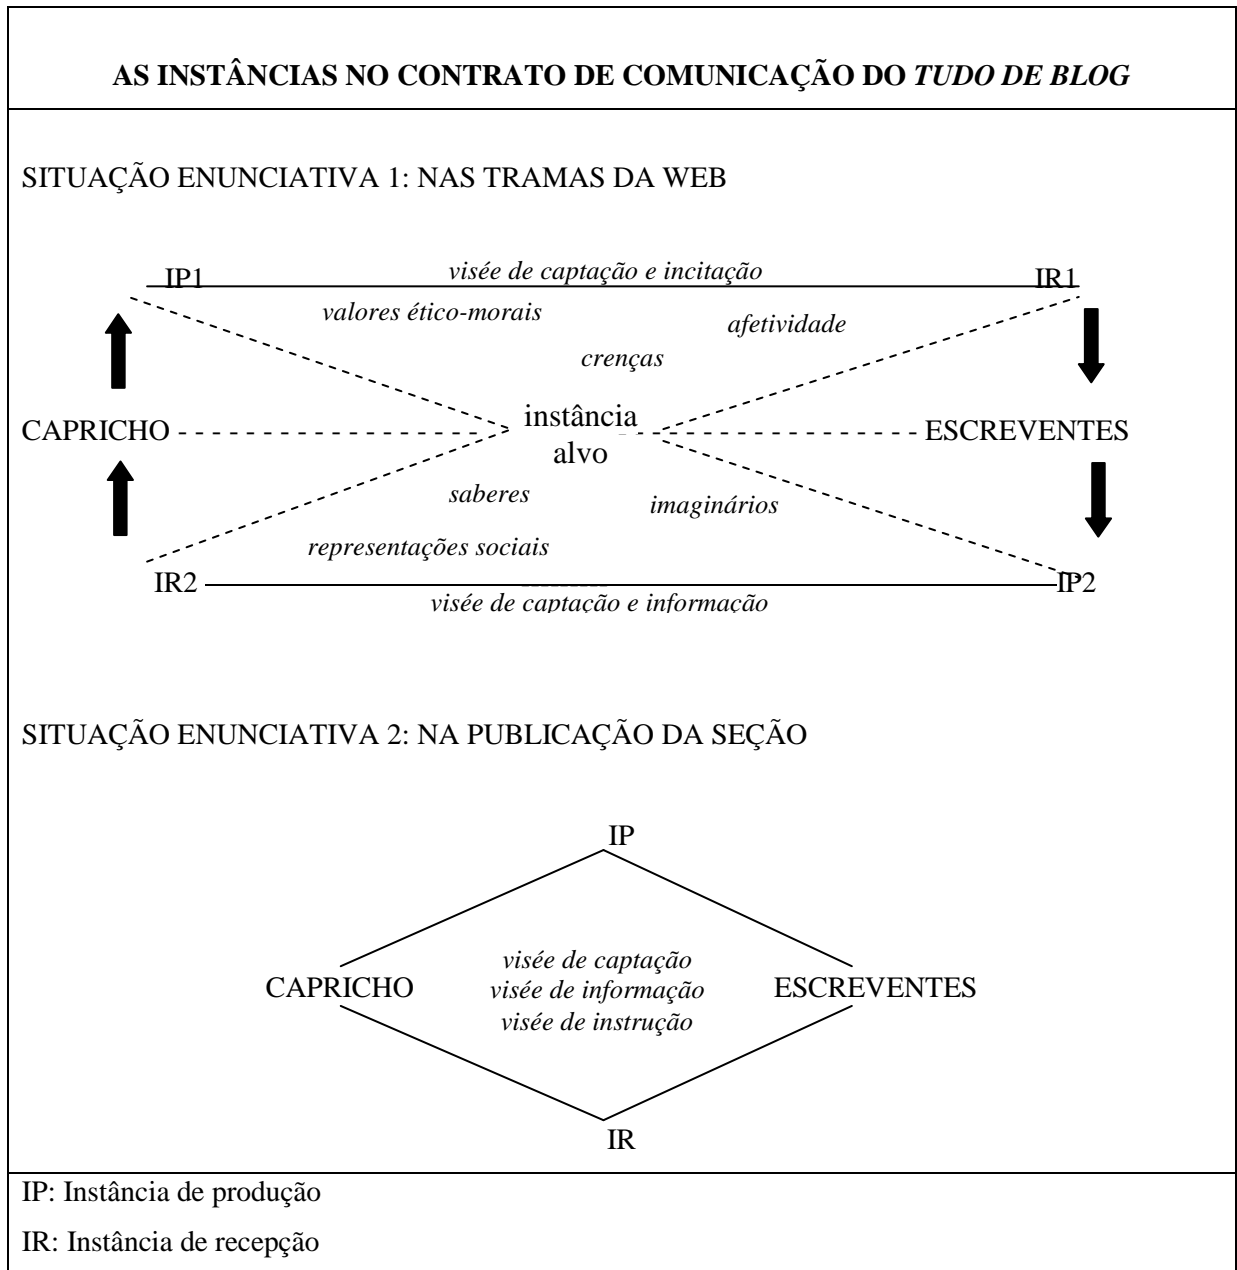 AS INSTÂNCIAS NO CONTRATO DE COMUNICAÇÃO DO TUDO DE BLOG
SITUAÇÃO ENUNCIATIVA 1: NAS TRAMAS DA WEB
IP1
visée de captação e incitação
IR1
valores ético-morais
afetividade
crenças
CAPRICHO
instância
alvo
ESCREVENTES
saberes
imaginários
representações sociais
IR2
IP2
visée de captação e informação
SITUAÇÃO ENUNCIATIVA 2: NA PUBLICAÇÃO DA SEÇÃO
IP
CAPRICHO
visée de captação
visée de informação
visée de instrução
ESCREVENTES
IR
IP: Instância de produção
IR: Instância de recepção